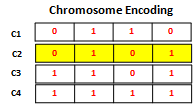 Chromosome Encoding
C1 0 1 1 0
C2 0 1 0 1
C3 1 1 0 1
C4 1 1 1 1